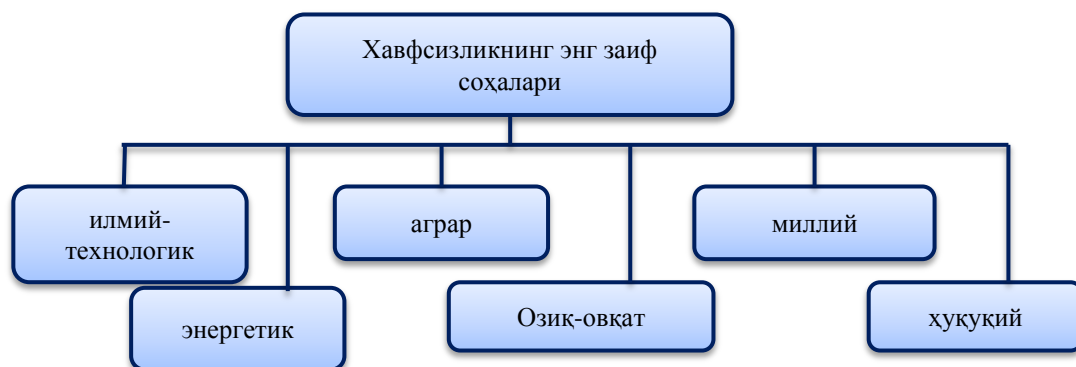 Хавфсизликнинг энг заиф
соҳалари
илмий-
технологик
аграр
миллий
энергетик
Озиқ-овқат
ҳуқуқий